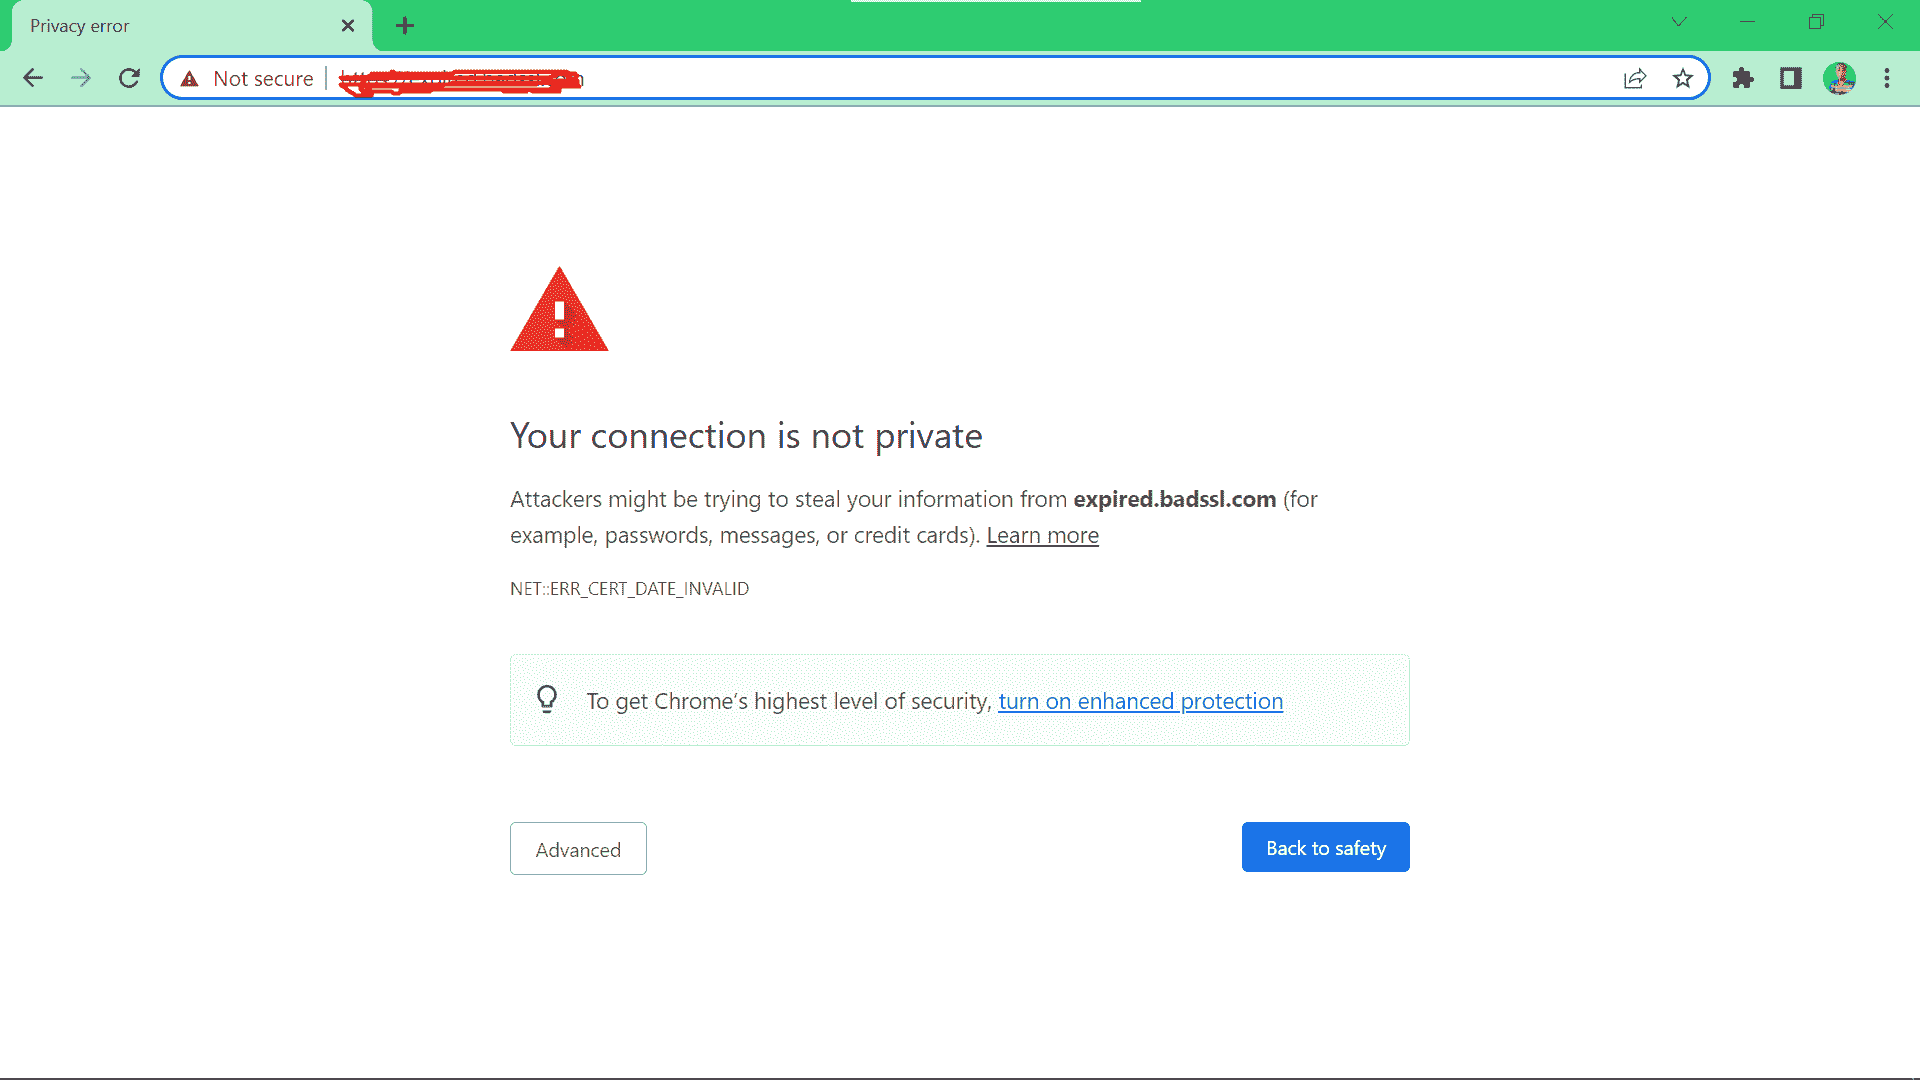 Privacy error
Not secure
Your connection is not private
Attackers might be trying to steal your information from expired.badssl.com (for
example, passwords, messages, or credit cards). Learn more
NET::ERR_CERT_DATE_INVALID
To get Chrome's highest level of security, turn on enhanced protection
Advanced
Back to safety